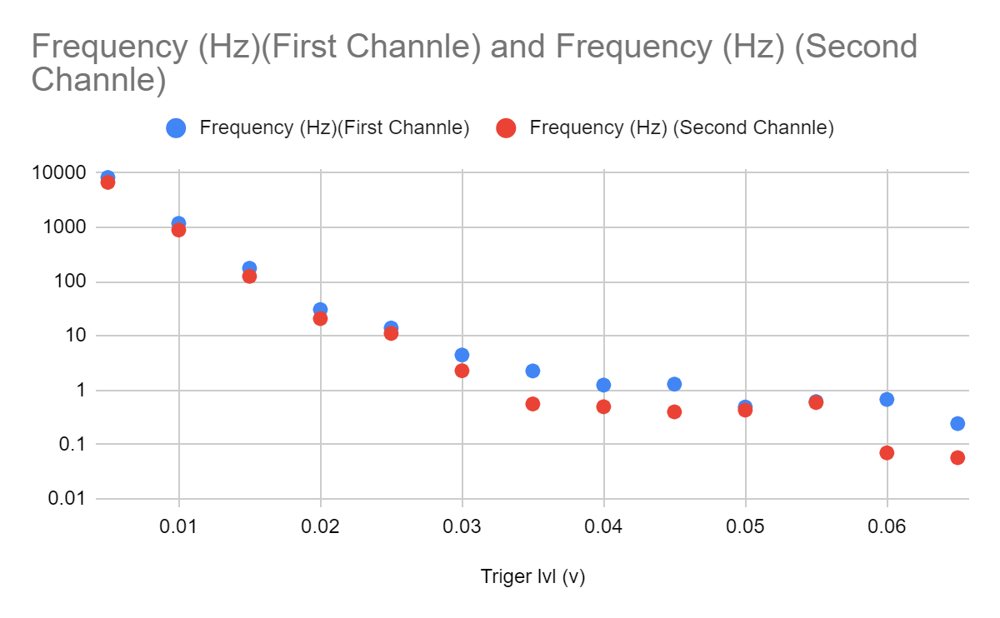 Frequency (Hz)(First Channle) and Frequency (Hz) (Second
Channle)
Frequency (Hz)(First Channle)
Frequency (Hz) (Second Channle)
10000
1000
100
10
1
0.1
0.01
0.01
0.02
0.03
0.04
0.05
0.06
Triger lvl (v)